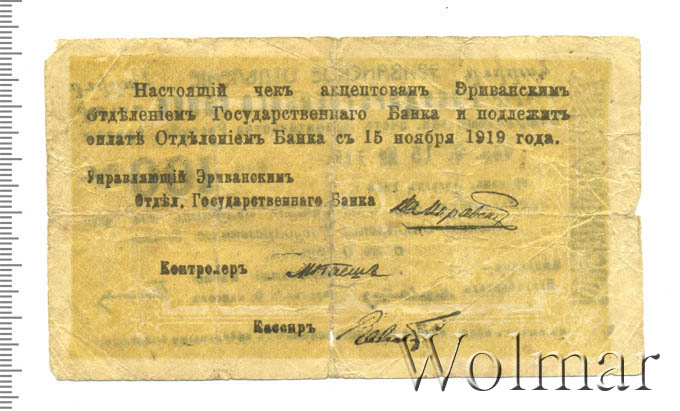 Настоящій чекъ акцептованъ Эриванскимъ
Отдѣленіемъ Государственнаго Банка и подлежитъ
оплатѣ Отдѣленіемъ Банка съ 15 ноября 1919 года.
Управляющій Эриванскимъ
Отдѣл. Государственнаго Банка
Контролеръ
Кассиръ
Wolmar